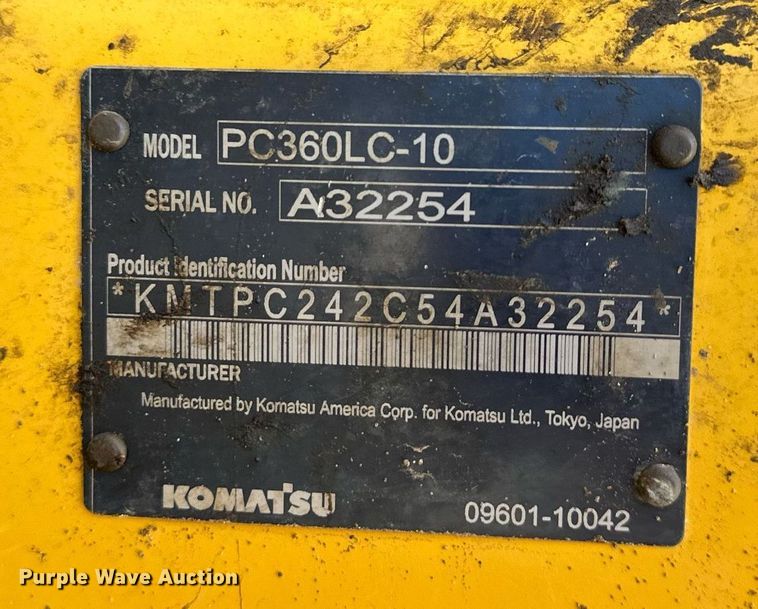 MODEL PC360LC-10
SERIAL NO. A32254
Product Identification Number
*KMTPC242C54A32254*
MANUFACTURER
Manufactured by Komatsu America Corp. for Komatsu Ltd., Tokyo, Japan
KOMATSU 09601-10042
Purple Wave Auction